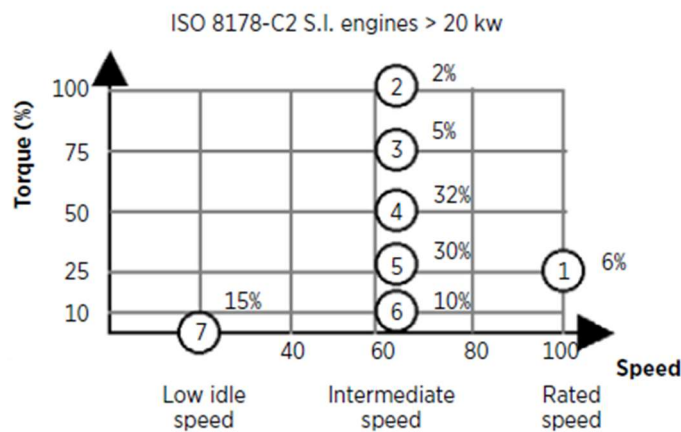 ISO 8178-C2 S.I. engines > 20 kw
Torque (%)
100
2
2%
75
3
5%
50
4
32%
25
5
30%
1
6%
10
6
10%
7
15%
40
60
80
100
Speed
Low idle
speed
Intermediate
speed
Rated
speed